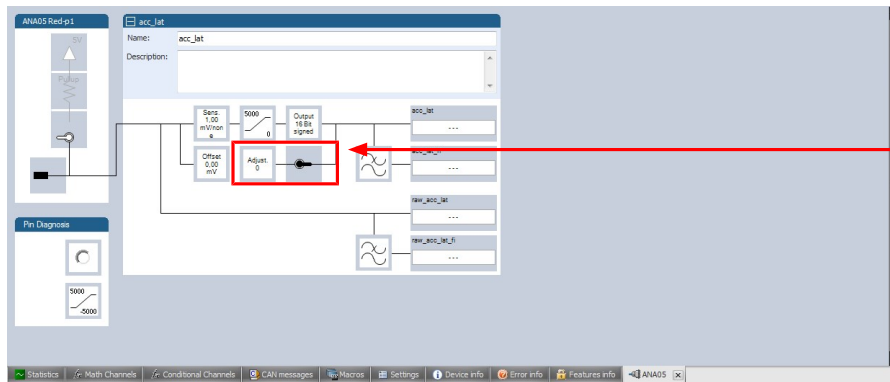 ANA05 Red-p1
5V
acc_lat
Name:
acc_lat
Description:
Sens.
1,00
mV/non
e
5000
0
Output
16 Bit
signed
acc_lat
---
Offset
0,00
mV
Adjust.
0
---
raw_acc_lat
---
raw_acc_lat_fi
---
Pin Diagnosis
5000
-5000
Statistics
Math Channels
Conditional Channels
CAN messages
Macros
Settings
Device info
Error info
Features info
ANA05